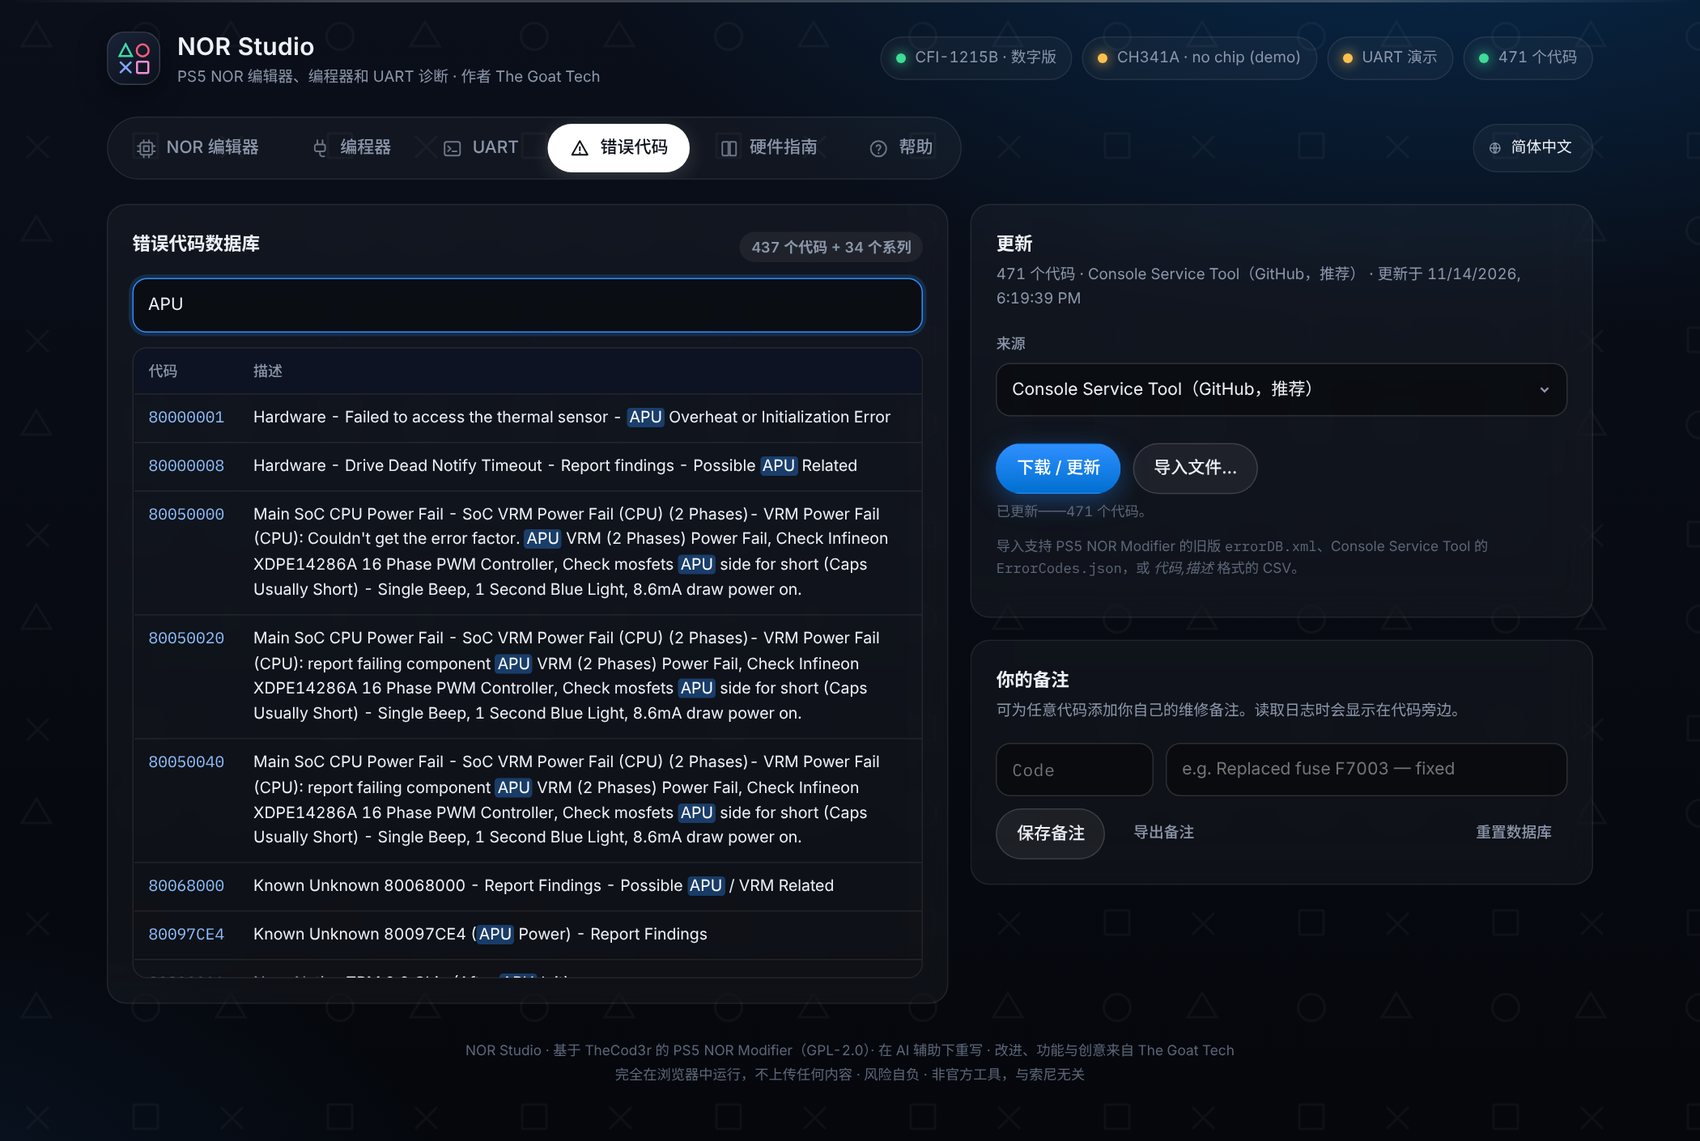 NOR Studio
PS5 NOR 编辑器、编程器和 UART 诊断 · 作者 The Goat Tech
CFI-1215B · 数字版
CH341A · no chip (demo)
UART 演示
471 个代码
NOR 编辑器
编程器
UART
错误代码
硬件指南
帮助
简体中文
错误代码数据库
437 个代码 + 34 个系列
APU
代码
描述
80000001
Hardware - Failed to access the thermal sensor - APU Overheat or Initialization Error
80000008
Hardware - Drive Dead Notify Timeout - Report findings - Possible APU Related
80050000
Main SoC CPU Power Fail - SoC VRM Power Fail (CPU) (2 Phases)- VRM Power Fail
(CPU): Couldn't get the error factor. APU VRM (2 Phases) Power Fail, Check Infineon
XDPE14286A 16 Phase PWM Controller, Check mosfets APU side for short (Caps
Usually Short) - Single Beep, 1 Second Blue Light, 8.6mA draw power on.
80050020
Main SoC CPU Power Fail - SoC VRM Power Fail (CPU) (2 Phases)- VRM Power Fail
(CPU): report failing component APU VRM (2 Phases) Power Fail, Check Infineon
XDPE14286A 16 Phase PWM Controller, Check mosfets APU side for short (Caps
Usually Short) - Single Beep, 1 Second Blue Light, 8.6mA draw power on.
80050040
Main SoC CPU Power Fail - SoC VRM Power Fail (CPU) (2 Phases)- VRM Power Fail
(CPU): report failing component APU VRM (2 Phases) Power Fail, Check Infineon
XDPE14286A 16 Phase PWM Controller, Check mosfets APU side for short (Caps
Usually Short) - Single Beep, 1 Second Blue Light, 8.6mA draw power on.
80068000
Known Unknown 80068000 - Report Findings - Possible APU / VRM Related
80097CE4
Known Unknown 80097CE4 (APU Power) - Report Findings
更新
471 个代码 · Console Service Tool（GitHub，推荐） · 更新于 11/14/2026,
6:19:39 PM
来源
Console Service Tool（GitHub，推荐）
下载 / 更新
导入文件...
已更新——471 个代码。
导入支持 PS5 NOR Modifier 的旧版 errorDB.xml、Console Service Tool 的
ErrorCodes.json，或 代码,描述 格式的 CSV。
你的备注
可为任意代码添加你自己的维修备注。读取日志时会显示在代码旁边。
Code
e.g. Replaced fuse F7003 — fixed
保存备注
导出备注
重置数据库
NOR Studio · 基于 TheCod3r 的 PS5 NOR Modifier（GPL-2.0）· 在 AI 辅助下重写 · 改进、功能与创意来自 The Goat Tech
完全在浏览器中运行，不上传任何内容 · 风险自负 · 非官方工具，与索尼无关